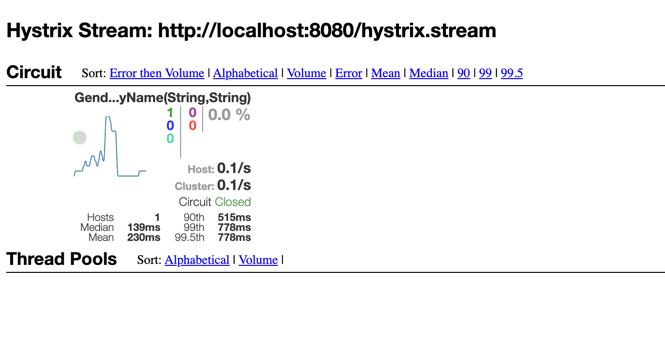 Hystrix Stream: http://localhost:8080/hystrix.stream
Circuit Sort: Error then Volume | Alphabetical | Volume | Error | Mean | Median | 90 | 99 | 99.5
Gend...yName(String,String)
1 0 0.0 %
0 0
0
Host: 0.1/s
Cluster: 0.1/s
Circuit Closed
Hosts 1 90th 515ms
Median 139ms 99th 778ms
Mean 230ms 99.5th 778ms
Thread Pools Sort: Alphabetical | Volume |